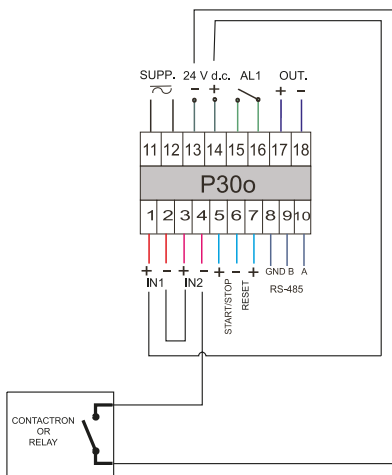 SUPP. 24 V d.c. AL1 OUT.
- + + -
11 12 13 14 15 16 17 18
P30o
1 2 3 4 5 6 7 8 9 10
+ - + - + - + GND B A
IN1 IN2 START/STOP RESET RS-485
CONTACTRON
OR
RELAY